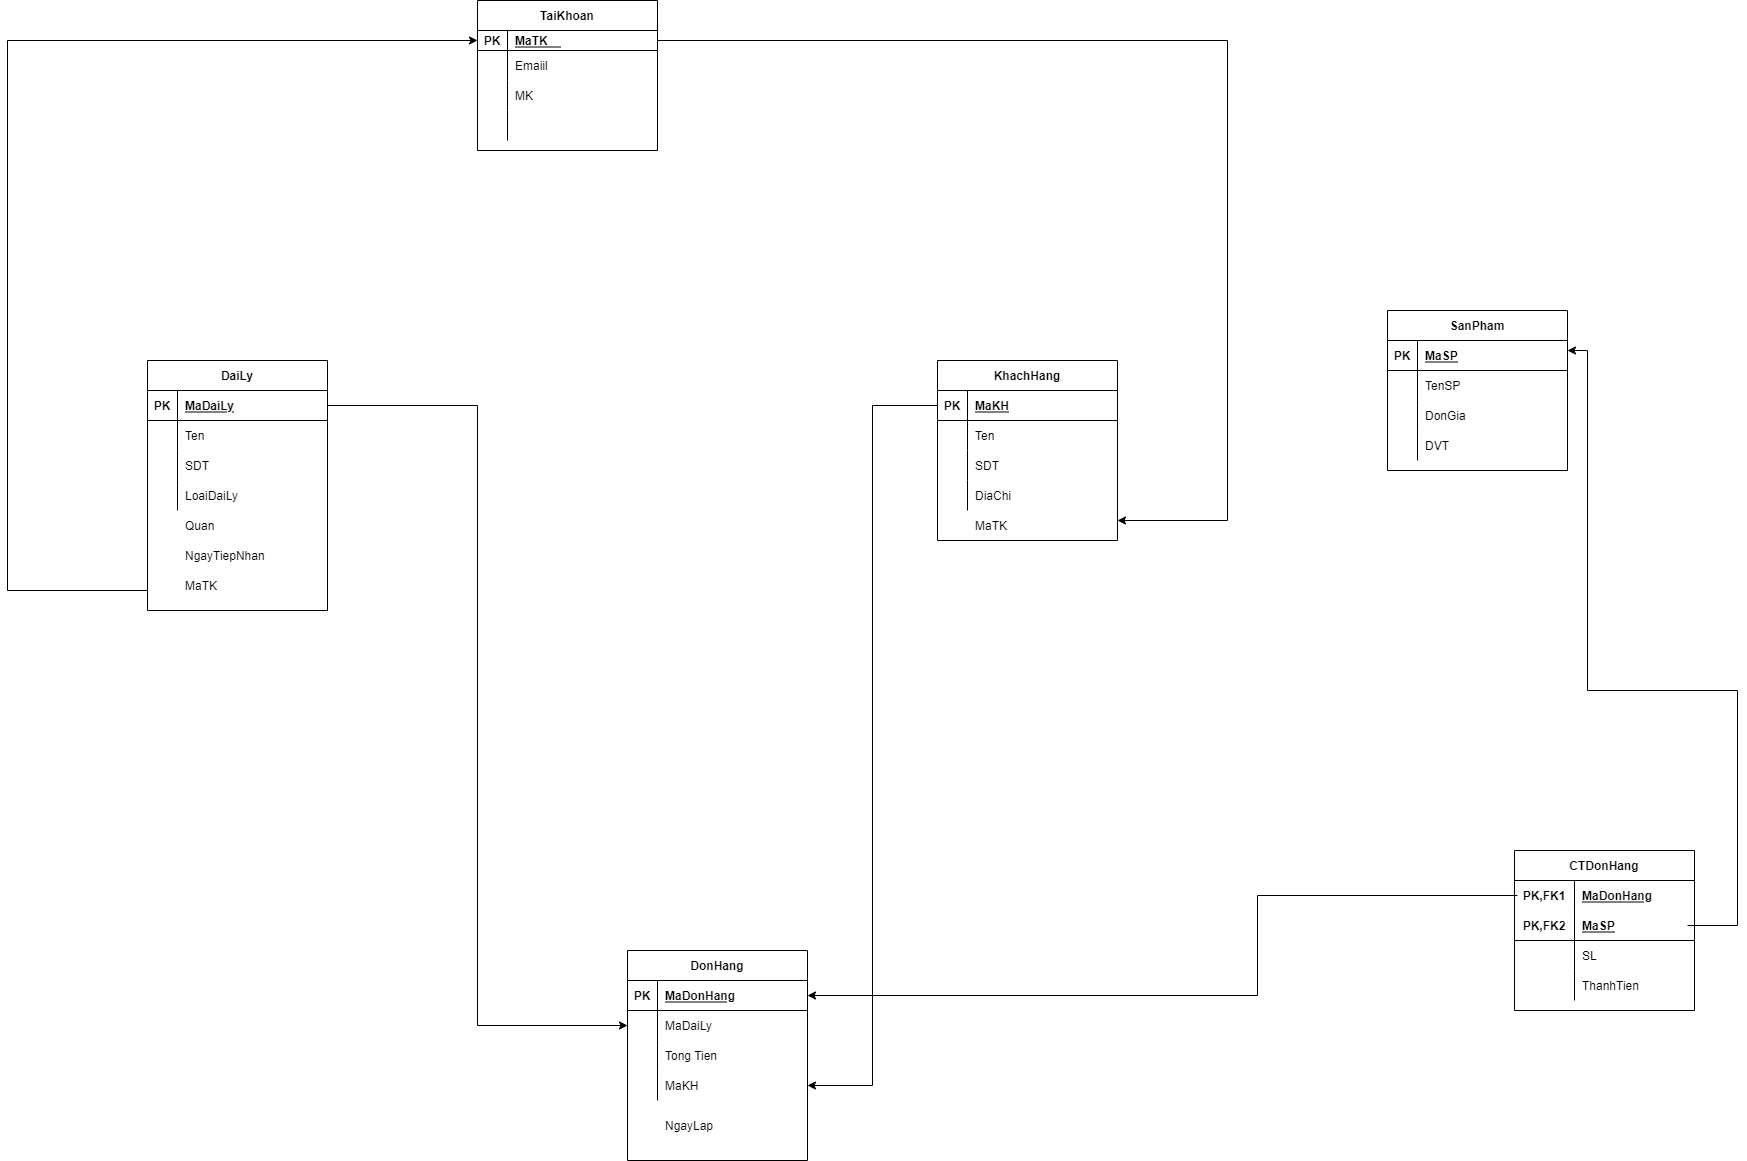 TaiKhoan
PK MaTK
Emaiil
MK
DaiLy
PK MaDaiLy
Ten
SDT
LoaiDaiLy
Quan
NgayTiepNhan
MaTK
KhachHang
PK MaKH
Ten
SDT
DiaChi
MaTK
SanPham
PK MaSP
TenSP
DonGia
DVT
DonHang
PK MaDonHang
MaDaiLy
Tong Tien
MaKH
NgayLap
CTDonHang
PK,FK1 MaDonHang
PK,FK2 MaSP
SL
ThanhTien